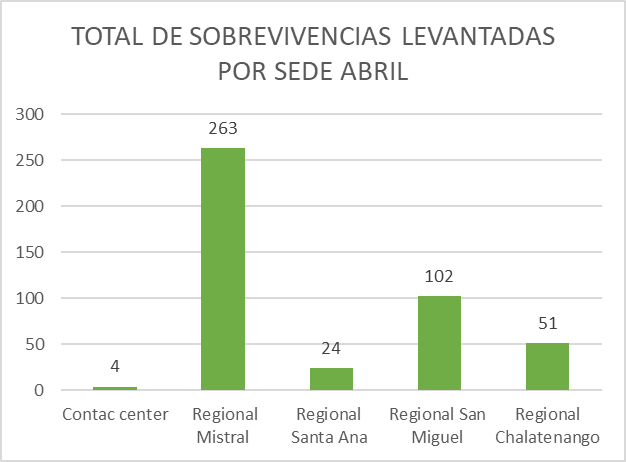 TOTAL DE SOBREVIVENCIAS LEVANTADAS
POR SEDE ABRIL
300
250
200
150
100
50
0
4
263
24
102
51
Contac center
Regional
Mistral
Regional
Santa Ana
Regional San
Miguel
Regional
Chalatenango